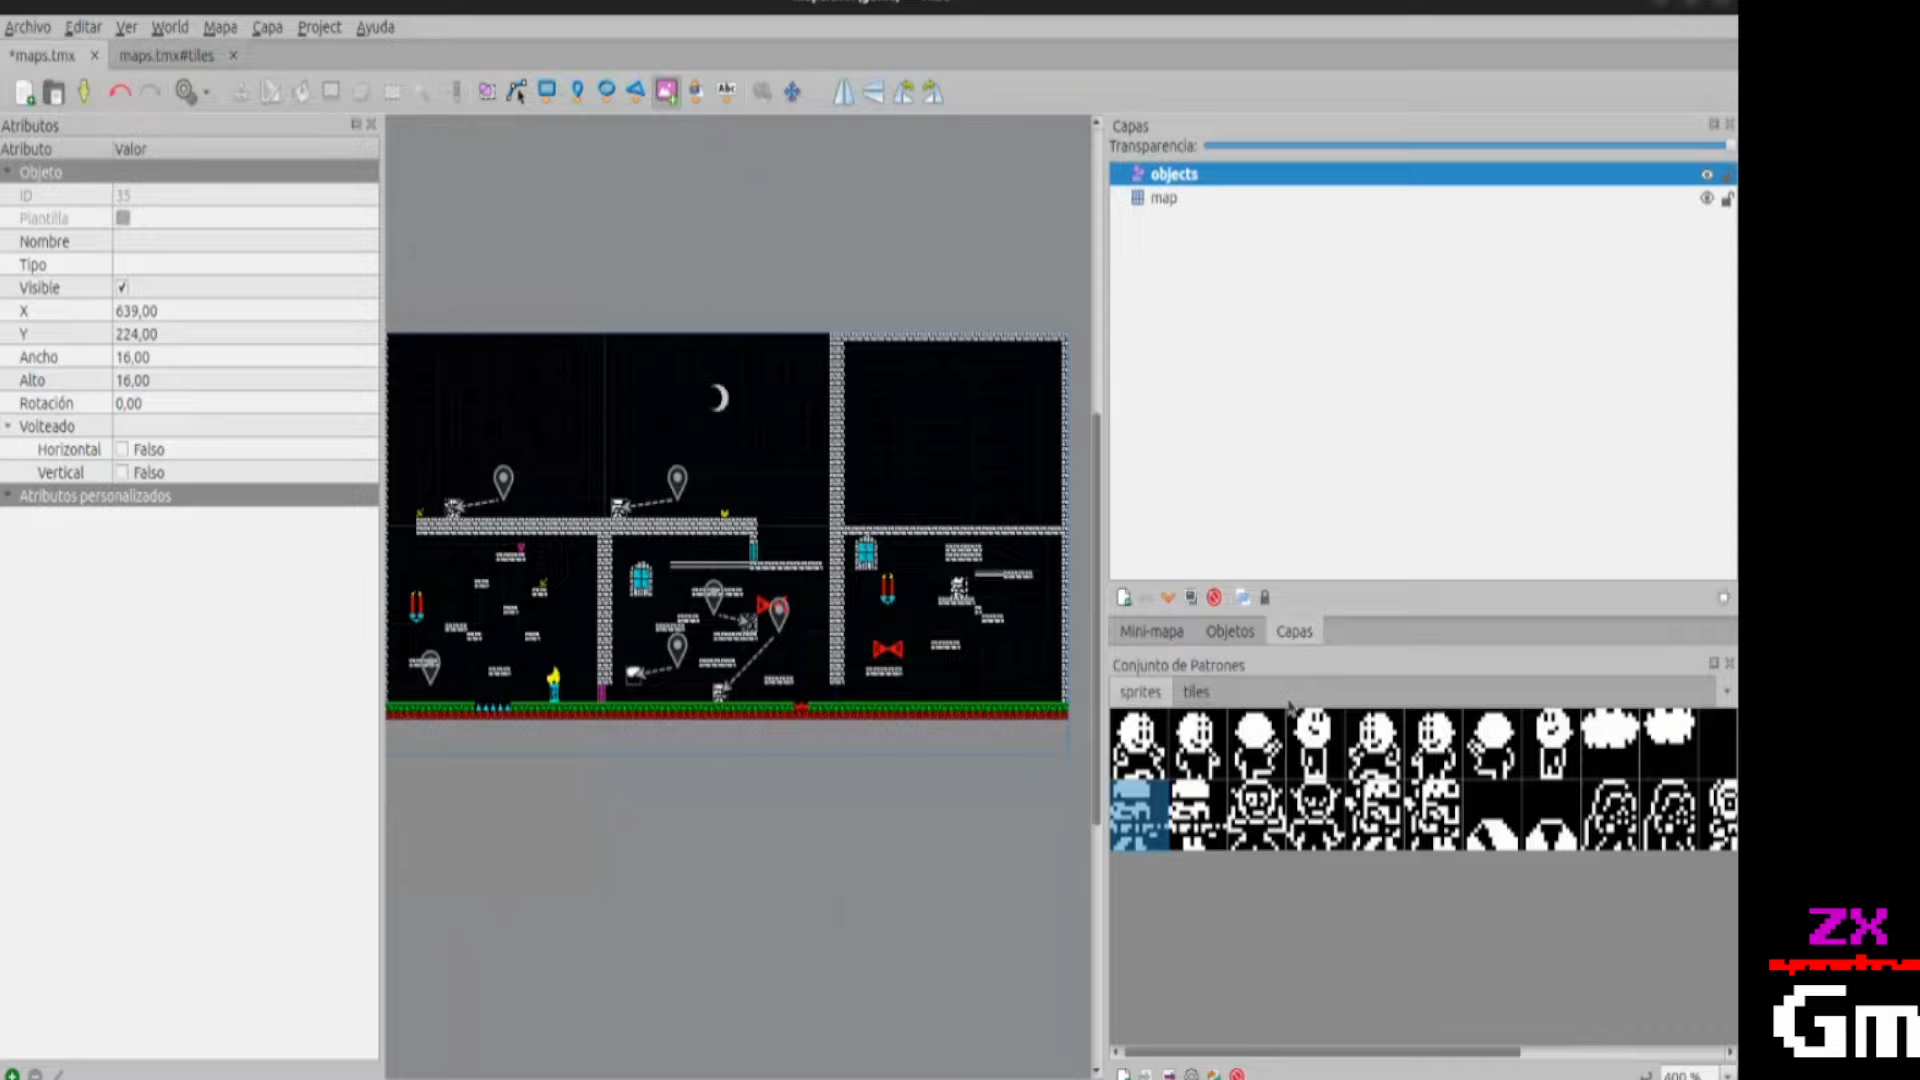 Archivo Editar Ver World Mapa Capa Project Ayuda
*maps.tmx maps.tmx#tiles
Abc
Atributos
Atributo Valor
Objeto
ID 35
Plantilla
Nombre
Tipo
Visible
X 639,00
Y 224,00
Ancho 16,00
Alto 16,00
Rotación 0,00
Volteado
Horizontal Falso
Vertical Falso
Atributos personalizados
Capas
Transparencia:
objects
map
Mini-mapa Objetos Capas
Conjunto de Patrones
sprites tiles
400 %
ZX
Gm